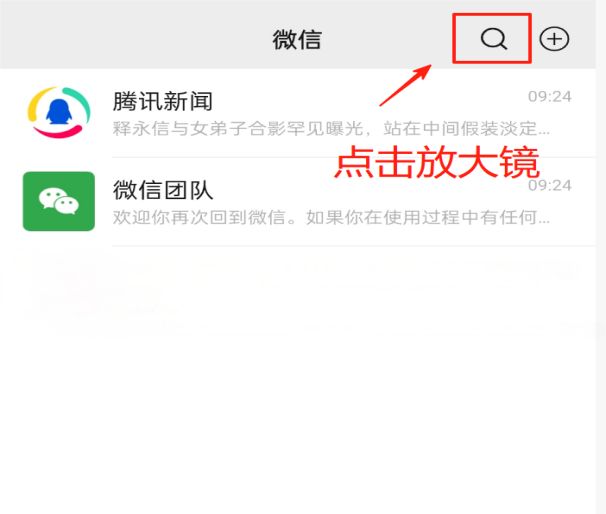 微信
腾讯新闻
09:24
释永信与女弟子合影罕见曝光，站在中间假装淡定...
点击放大镜
微信团队
09:24
欢迎你再次回到微信。如果你在使用过程中有任何...